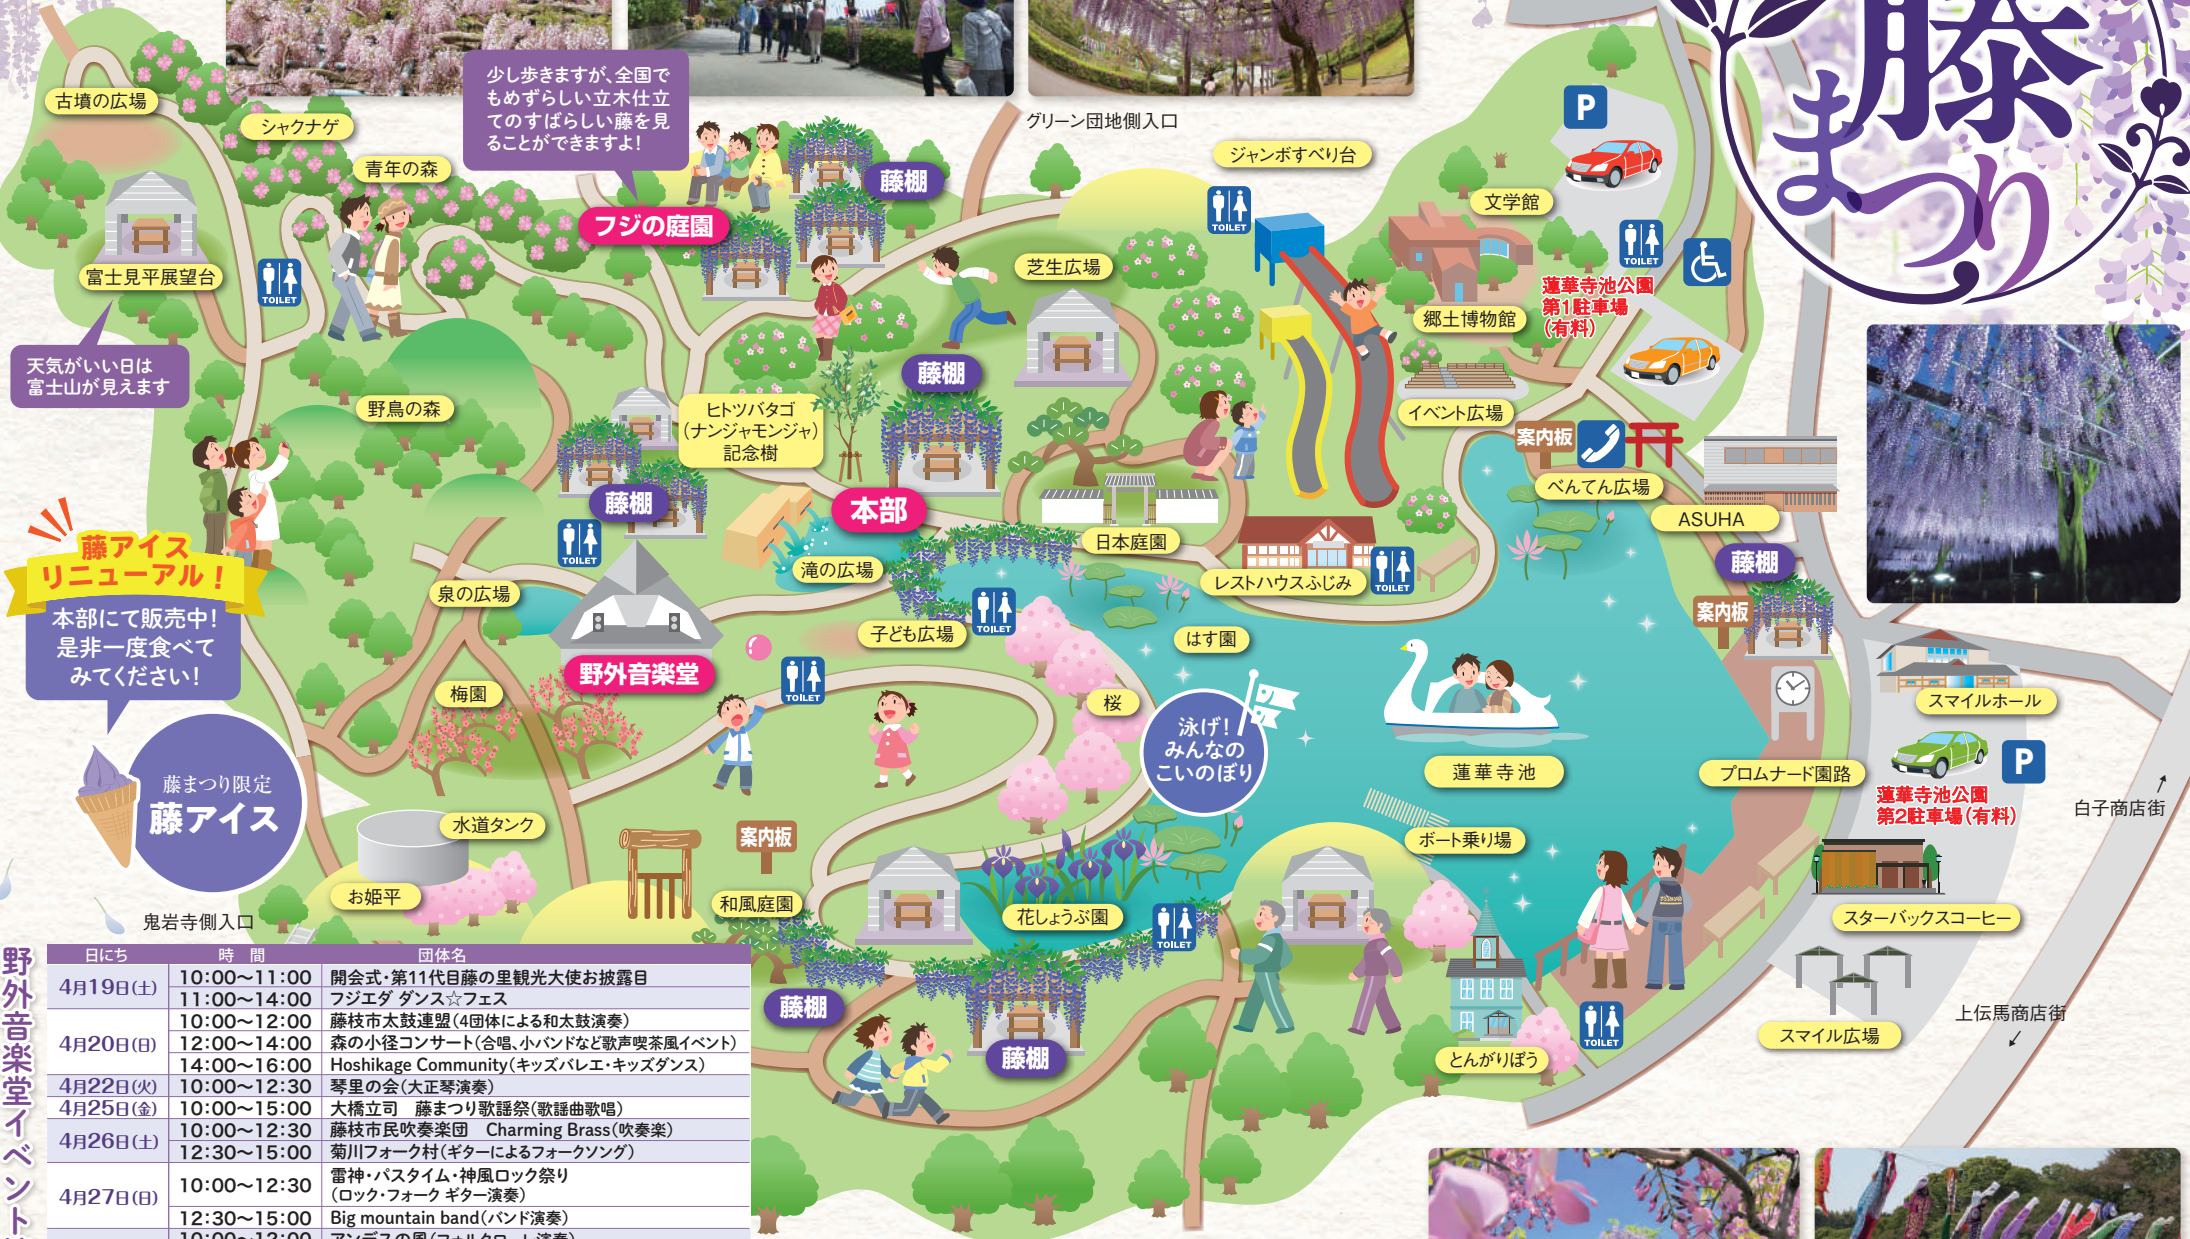 藤
まつり
古墳の広場
シャクナゲ
青年の森
少し歩きますが、全国で
もめずらしい立木仕立
てのすばらしい藤を見
ることができますよ!
グリーン団地側入口
フジの庭園
藤棚
ジャンボすべり台
P
文学館
TOILET
TOILET
富士見平展望台
TOILET
天気がいい日は
富士山が見えます
芝生広場
郷土博物館
蓮華寺池公園
第1駐車場
(有料)
藤棚
野鳥の森
ヒトツバタゴ
(ナンジャモンジャ)
記念樹
イベント広場
案内板
べんてん広場
ASUHA
藤棚
本部
TOILET
日本庭園
滝の広場
レストハウスふじみ
TOILET
藤棚
案内板
藤アイス
リニューアル!
本部にて販売中!
是非一度食べて
みてください!
藤まつり限定
藤アイス
泉の広場
野外音楽堂
子ども広場
TOILET
はす園
TOILET
梅園
桜
泳げ!
みんなの
こいのぼり
蓮華寺池
スマイルホール
プロムナード園路
P
蓮華寺池公園
第2駐車場(有料)
白子商店街
水道タンク
案内板
ボート乗り場
お姫平
和風庭園
花しょうぶ園
TOILET
スターバックスコーヒー
鬼岩寺側入口
藤棚
藤棚
TOILET
とんがりぼう
スマイル広場
上伝馬商店街
野外音楽堂イベント
日にち 時 間 団体名
4月19日(土) 10:00〜11:00 開会式・第11代目藤の里観光大使お披露目
11:00〜14:00 フジエダ ダンス☆フェス
4月20日(日) 10:00〜12:00 藤枝市太鼓連盟(4団体による和太鼓演奏)
12:00〜14:00 森の小径コンサート(合唱、小バンドなど歌声喫茶風イベント)
14:00〜16:00 Hoshikage Community(キッズバレエ・キッズダンス)
4月22日(火) 10:00〜12:30 琴里の会(大正琴演奏)
4月25日(金) 10:00〜15:00 大橋立司 藤まつり歌謡祭(歌謡曲歌唱)
4月26日(土) 10:00〜12:30 藤枝市民吹奏楽団 Charming Brass(吹奏楽)
12:30〜15:00 菊川フォーク村(ギターによるフォークソング)
4月27日(日) 10:00〜12:30 雷神・パスタイム・神風ロック祭り
(ロック・フォーク ギター演奏)
12:30〜15:00 Big mountain band(バンド演奏)
10:00〜12:00 アンデスの風(フォルクローレ演奏)